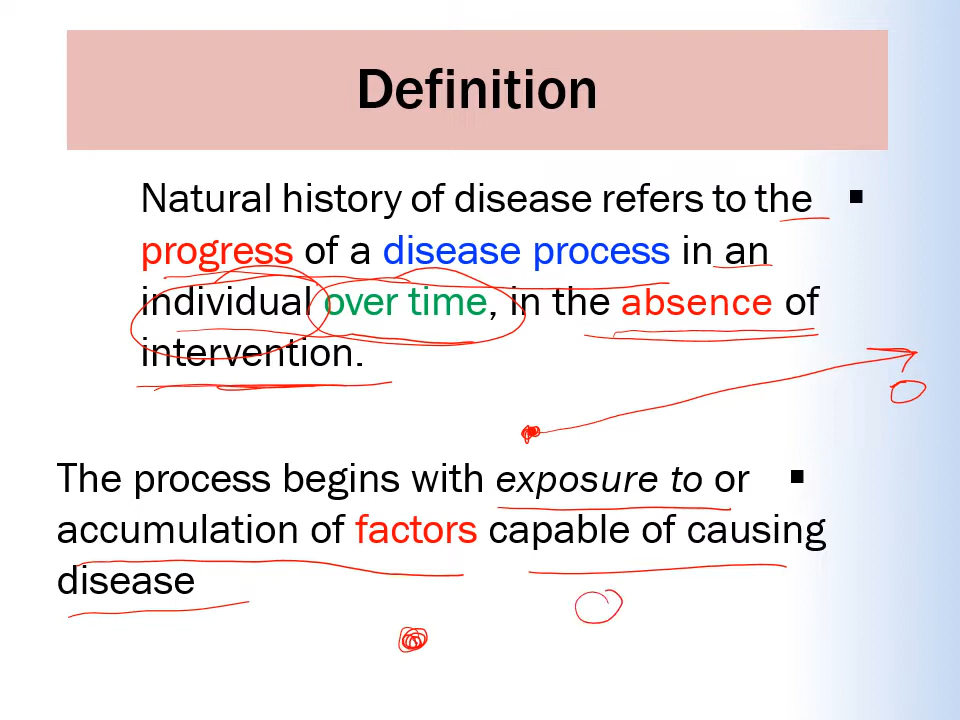 Definition
Natural history of disease refers to the
progress of a disease process in an
individual over time, in the absence of
intervention.
The process begins with exposure to or
accumulation of factors capable of causing
disease